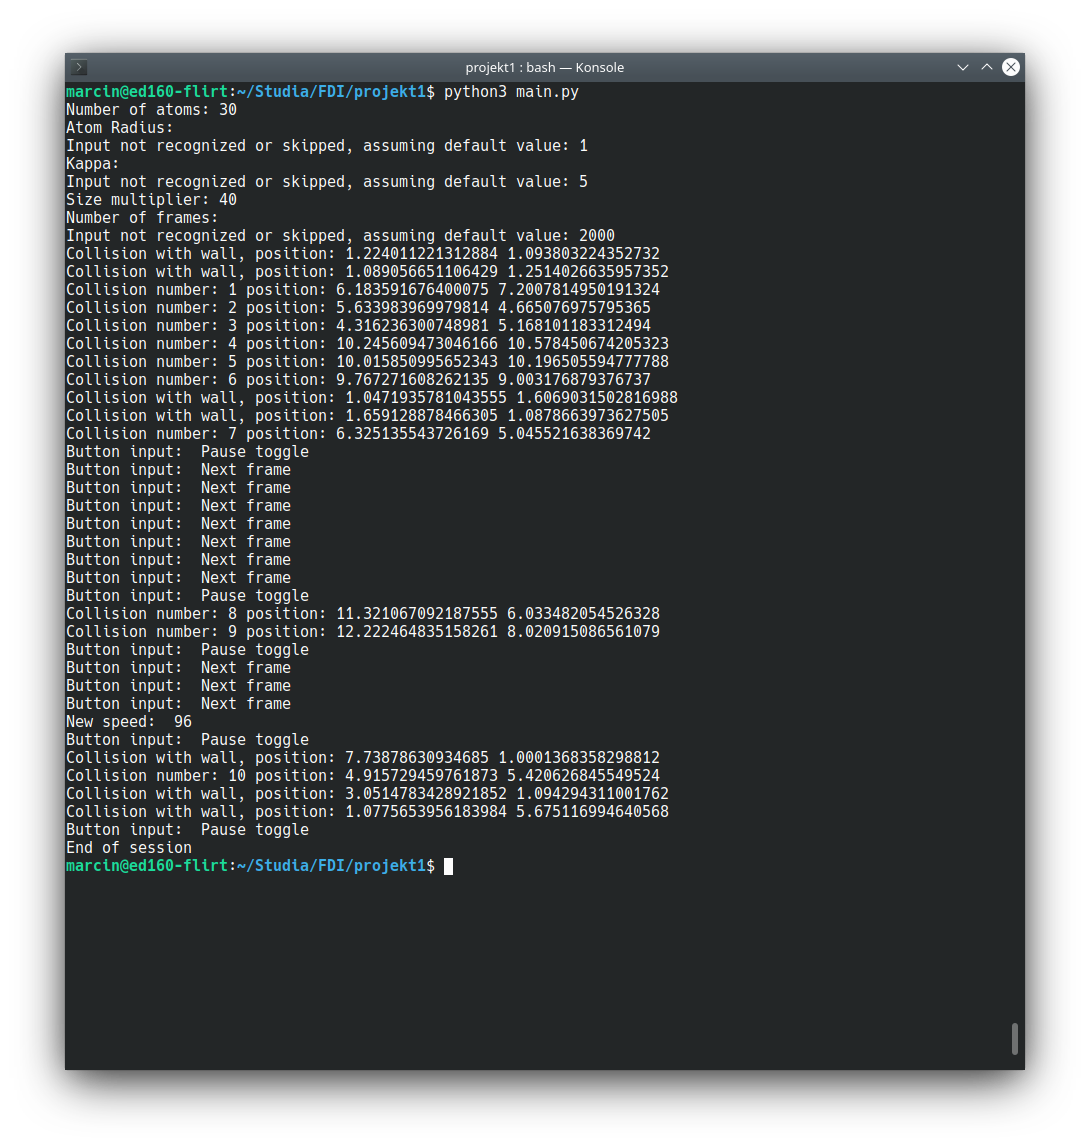 projekt1 : bash — Konsole
marcin@ed160-flirt:~/Studia/FDI/projekt1$ python3 main.py
Number of atoms: 30
Atom Radius:
Input not recognized or skipped, assuming default value: 1
Kappa:
Input not recognized or skipped, assuming default value: 5
Size multiplier: 40
Number of frames:
Input not recognized or skipped, assuming default value: 2000
Collision with wall, position: 1.224011221312884 1.093803224352732
Collision with wall, position: 1.089056651106429 1.2514026635957352
Collision number: 1 position: 6.183591676400075 7.2007814950191324
Collision number: 2 position: 5.633983969979814 4.665076975795365
Collision number: 3 position: 4.316236300748981 5.168101183312494
Collision number: 4 position: 10.245609473046166 10.578450674205323
Collision number: 5 position: 10.015850995652343 10.196505594777788
Collision number: 6 position: 9.767271608262135 9.003176879376737
Collision with wall, position: 1.0471935781043555 1.6069031502816988
Collision with wall, position: 1.659128878466305 1.0878663973627505
Collision number: 7 position: 6.325135543726169 5.045521638369742
Button input:  Pause toggle
Button input:  Next frame
Button input:  Next frame
Button input:  Next frame
Button input:  Next frame
Button input:  Next frame
Button input:  Next frame
Button input:  Next frame
Button input:  Pause toggle
Collision number: 8 position: 11.321067092187555 6.033482054526328
Collision number: 9 position: 12.222464835158261 8.020915086561079
Button input:  Pause toggle
Button input:  Next frame
Button input:  Next frame
Button input:  Next frame
New speed:  96
Button input:  Pause toggle
Collision with wall, position: 7.73878630934685 1.0001368358298812
Collision number: 10 position: 4.915729459761873 5.420626845549524
Collision with wall, position: 3.0514783428921852 1.094294311001762
Collision with wall, position: 1.0775653956183984 5.675116994640568
Button input:  Pause toggle
End of session
marcin@ed160-flirt:~/Studia/FDI/projekt1$